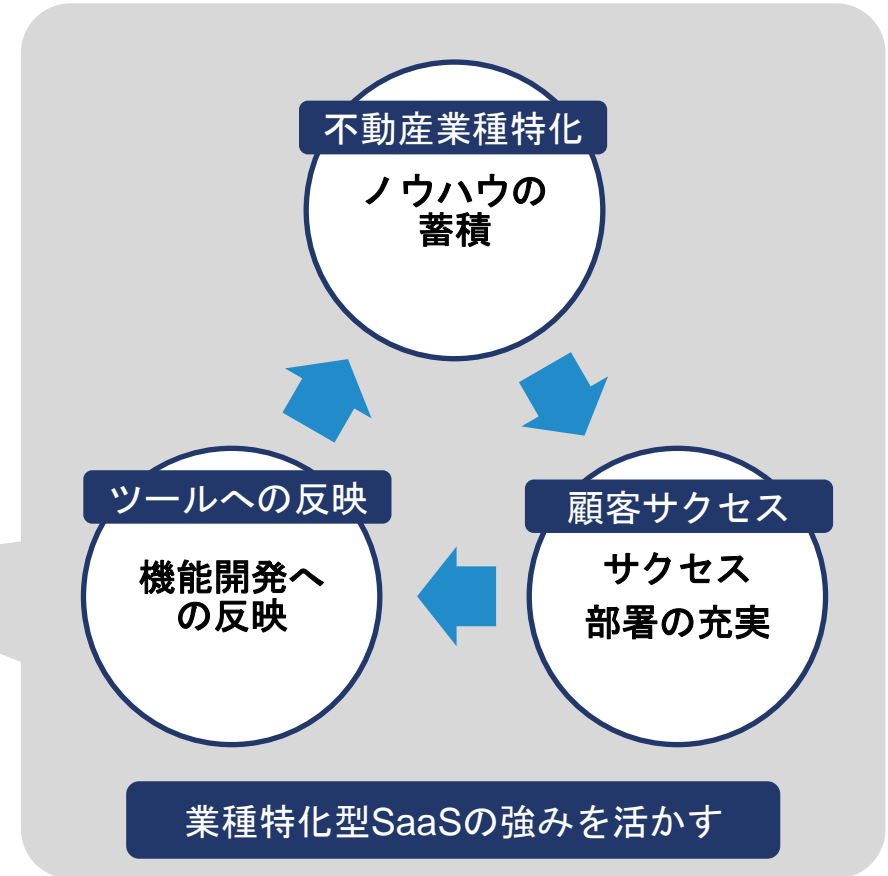 不動産業種特化
ノウハウの
蓄積
ツールへの反映
機能開発へ
の反映
顧客サクセス
サクセス
部署の充実
業種特化型SaaSの強みを活かす